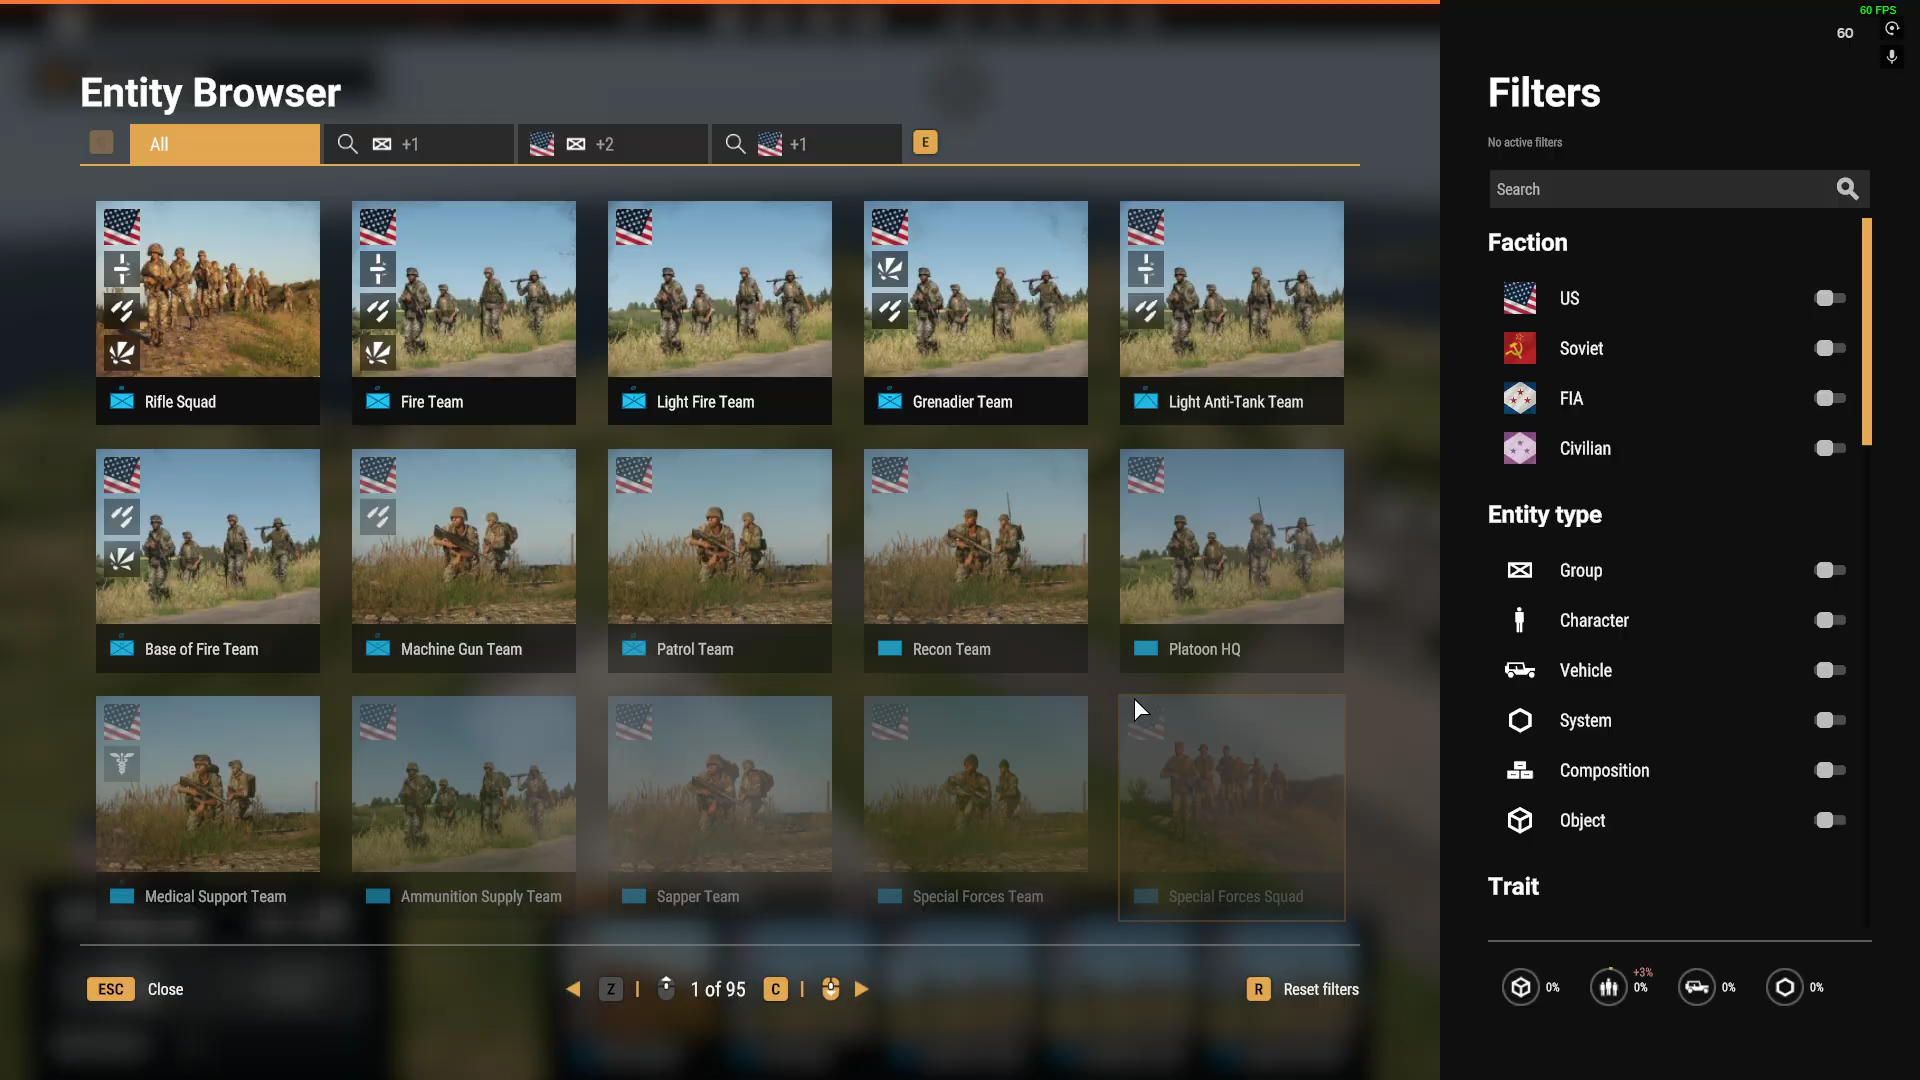 60 FPS
60
Entity Browser
All
+1
+2
+1
E
Rifle Squad
Fire Team
Light Fire Team
Grenadier Team
Light Anti-Tank Team
Base of Fire Team
Machine Gun Team
Patrol Team
Recon Team
Platoon HQ
Medical Support Team
Ammunition Supply Team
Sapper Team
Special Forces Team
Special Forces Squad
ESC Close
Z
1 of 95
C
R Reset filters
Filters
No active filters
Search
Faction
US
Soviet
FIA
Civilian
Entity type
Group
Character
Vehicle
System
Composition
Object
Trait
0%
+3%
0%
0%
0%